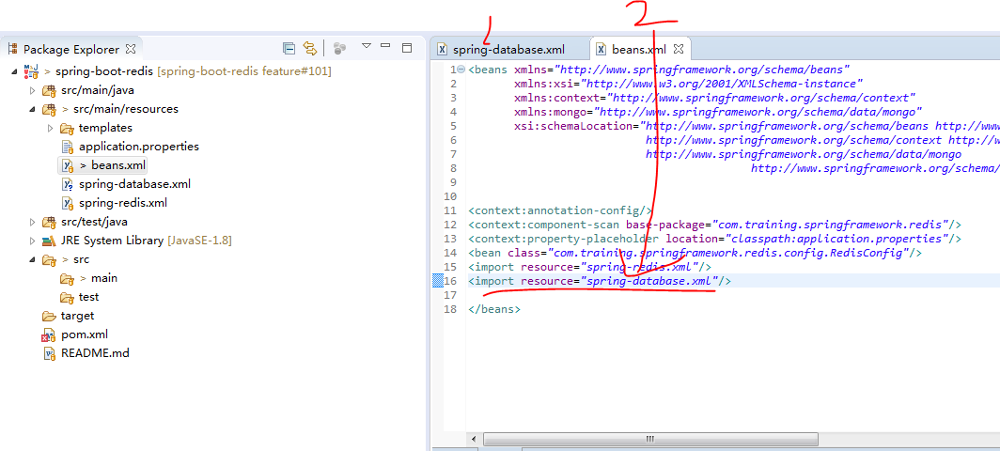 1 2
Package Explorer
spring-database.xml
beans.xml
> spring-boot-redis [spring-boot-redis feature#101]
src/main/java
> src/main/resources
templates
application.properties
> beans.xml
spring-database.xml
spring-redis.xml
src/test/java
JRE System Library [JavaSE-1.8]
> src
> main
test
target
pom.xml
README.md
1 <beans xmlns="http://www.springframework.org/schema/beans"
2 xmlns:xsi="http://www.w3.org/2001/XMLSchema-instance"
3 xmlns:context="http://www.springframework.org/schema/context"
4 xmlns:mongo="http://www.springframework.org/schema/data/mongo"
5 xsi:schemaLocation="http://www.springframework.org/schema/beans http://www
6 http://www.springframework.org/schema/context http://w
7 http://www.springframework.org/schema/data/mongo
8 http://www.springframework.org/schema/
9
10
11 <context:annotation-config/>
12 <context:component-scan base-package="com.training.springframework.redis"/>
13 <context:property-placeholder location="classpath:application.properties"/>
14 <bean class="com.training.springframework.redis.config.RedisConfig"/>
15 <import resource="spring-redis.xml"/>
16 <import resource="spring-database.xml"/>
17
18 </beans>